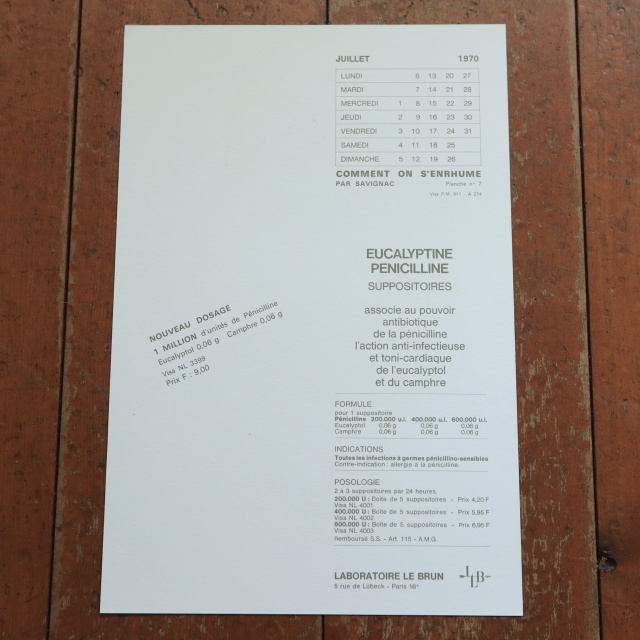 JUILLET 1970
LUNDI 6 13 20 27
MARDI 7 14 21 28
MERCREDI 1 8 15 22 29
JEUDI 2 9 16 23 30
VENDREDI 3 10 17 24 31
SAMEDI 4 11 18 25
DIMANCHE 5 12 19 26
COMMENT ON S'ENRHUME
PAR SAVIGNAC Planche n° 7
Visa P.M. 911 - A 274
EUCALYPTINE
PENICILLINE
SUPPOSITOIRES
associe au pouvoir
antibiotique
de la pénicilline
l'action anti-infectieuse
et toni-cardiaque
de l'eucalyptol
et du camphre
NOUVEAU DOSAGE
1 MILLION d'unités de Pénicilline
Eucalyptol 0,06 g Camphre 0,06 g
Visa NL 3399
Prix F : 9,00
FORMULE
pour 1 suppositoire
Pénicilline 200.000 u.i. 400.000 u.i. 600.000 u.i.
Eucalyptol 0,06 g 0,06 g 0,06 g
Camphre 0,06 g 0,06 g 0,06 g
INDICATIONS
Toutes les infections à germes pénicillino-sensibles
Contre-indication : allergie à la pénicilline.
POSOLOGIE
2 à 3 suppositoires par 24 heures.
200.000 U : Boîte de 5 suppositoires - Prix 4,20 F
Visa NL 4001
400.000 U : Boîte de 5 suppositoires - Prix 5,95 F
Visa NL 4002
600.000 U : Boîte de 5 suppositoires - Prix 6,95 F
Visa NL 4003
Remboursé S.S. - Art. 115 - A.M.G.
LABORATOIRE LE BRUN LLB
5 rue de Lübeck - Paris 16°